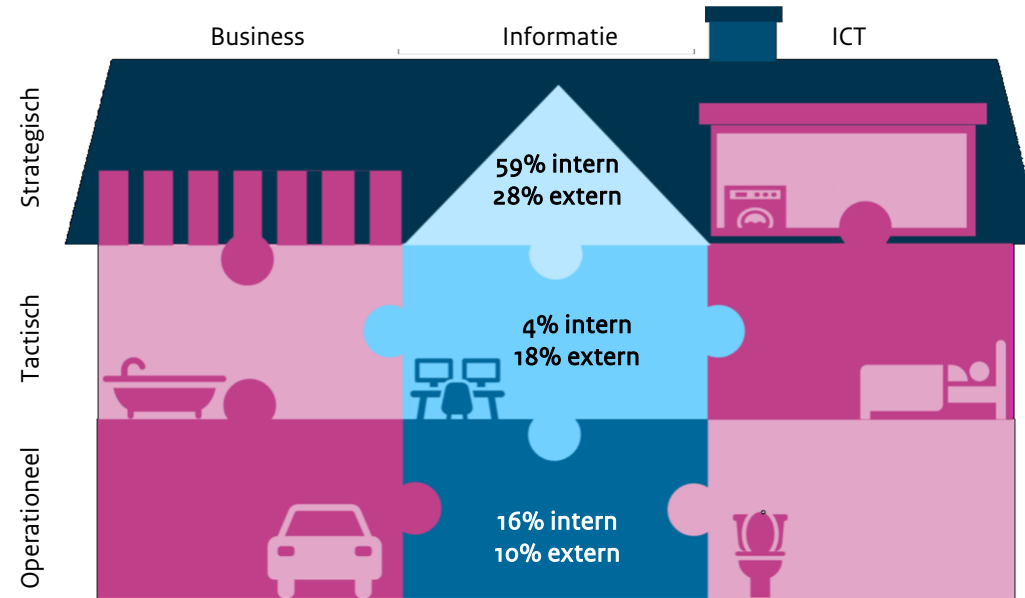 Business
Informatie
ICT
Strategisch
59% intern
28% extern
Tactisch
4% intern
18% extern
Operationeel
16% intern
10% extern